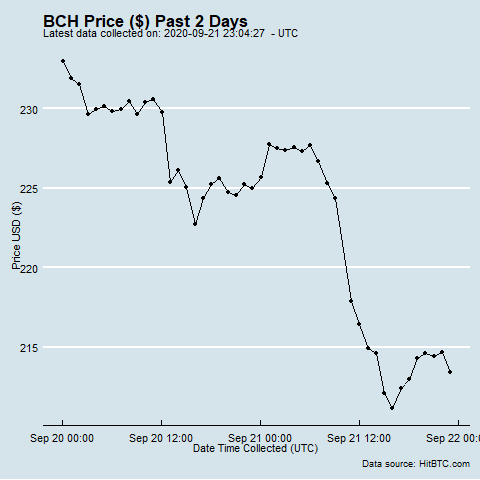 BCH Price ($) Past 2 Days
Latest data collected on: 2020-09-21 23:04:27 - UTC
Price USD ($)
230
225
220
215
Sep 20 00:00 Sep 20 12:00 Sep 21 00:00 Sep 21 12:00 Sep 22 00:0
Date Time Collected (UTC)
Data source: HitBTC.com